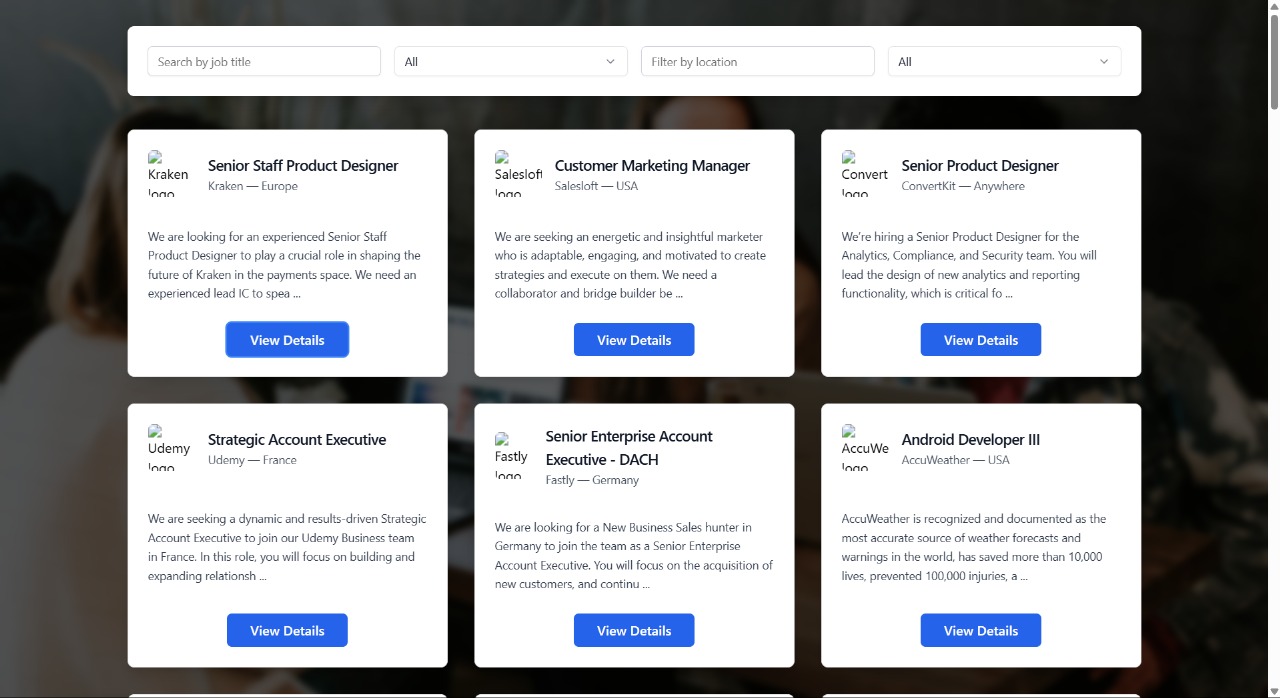 Search by job title
All
Filter by location
All
Kraken
logo
Senior Staff Product Designer
Kraken — Europe
We are looking for an experienced Senior Staff
Product Designer to play a crucial role in shaping the
future of Kraken in the payments space. We need an
experienced lead IC to spea ...
View Details
Salesloft
logo
Customer Marketing Manager
Salesloft — USA
We are seeking an energetic and insightful marketer
who is adaptable, engaging, and motivated to create
strategies and execute on them. We need a
collaborator and bridge builder be ...
View Details
Convert
logo
Senior Product Designer
ConvertKit — Anywhere
We’re hiring a Senior Product Designer for the
Analytics, Compliance, and Security team. You will
lead the design of new analytics and reporting
functionality, which is critical fo ...
View Details
Udemy
logo
Strategic Account Executive
Udemy — France
We are seeking a dynamic and results-driven Strategic
Account Executive to join our Udemy Business team
in France. In this role, you will focus on building and
expanding relationsh ...
View Details
Fastly
logo
Senior Enterprise Account
Executive - DACH
Fastly — Germany
We are looking for a New Business Sales hunter in
Germany to join the team as a Senior Enterprise
Account Executive. You will focus on the acquisition of
new customers, and continu ...
View Details
AccuWe
logo
Android Developer III
AccuWeather — USA
AccuWeather is recognized and documented as the
most accurate source of weather forecasts and
warnings in the world, has saved more than 10,000
lives, prevented 100,000 injuries, a ...
View Details